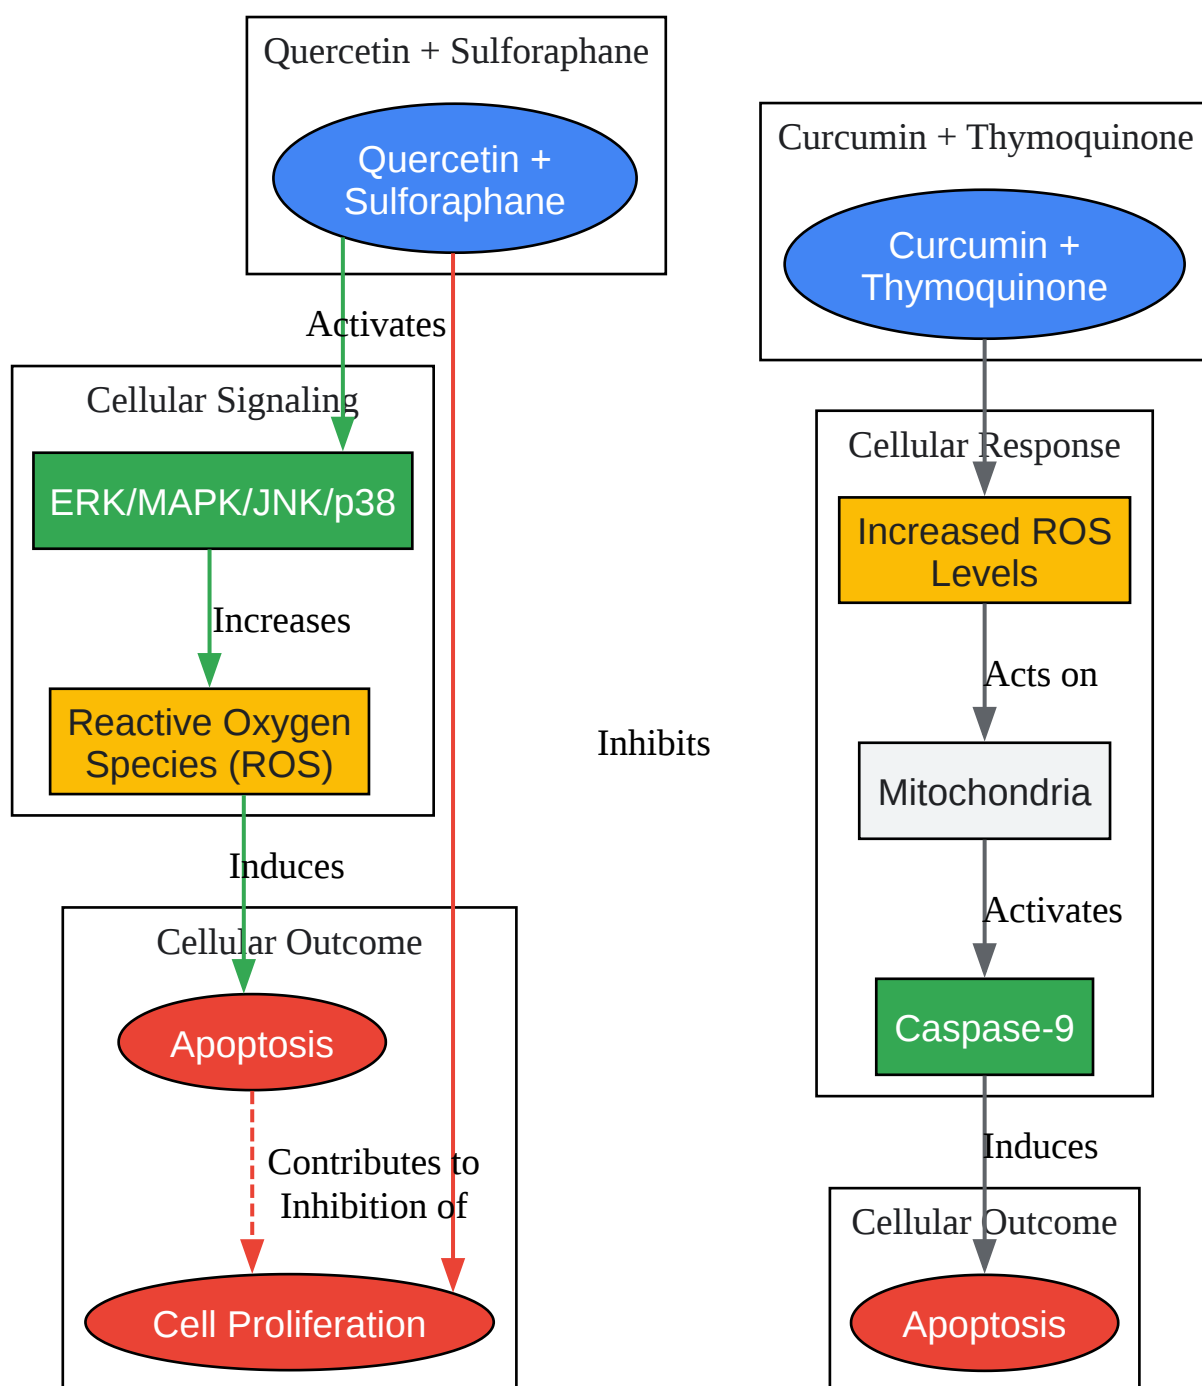 Quercetin + Sulforaphane
Quercetin +
Sulforaphane
Activates
Cellular Signaling
ERK/MAPK/JNK/p38
Increases
Reactive Oxygen
Species (ROS)
Induces
Cellular Outcome
Apoptosis
Contributes to
Inhibition of
Cell Proliferation
Inhibits
Curcumin + Thymoquinone
Curcumin +
Thymoquinone
Cellular Response
Increased ROS
Levels
Acts on
Mitochondria
Activates
Caspase-9
Induces
Cellular Outcome
Apoptosis